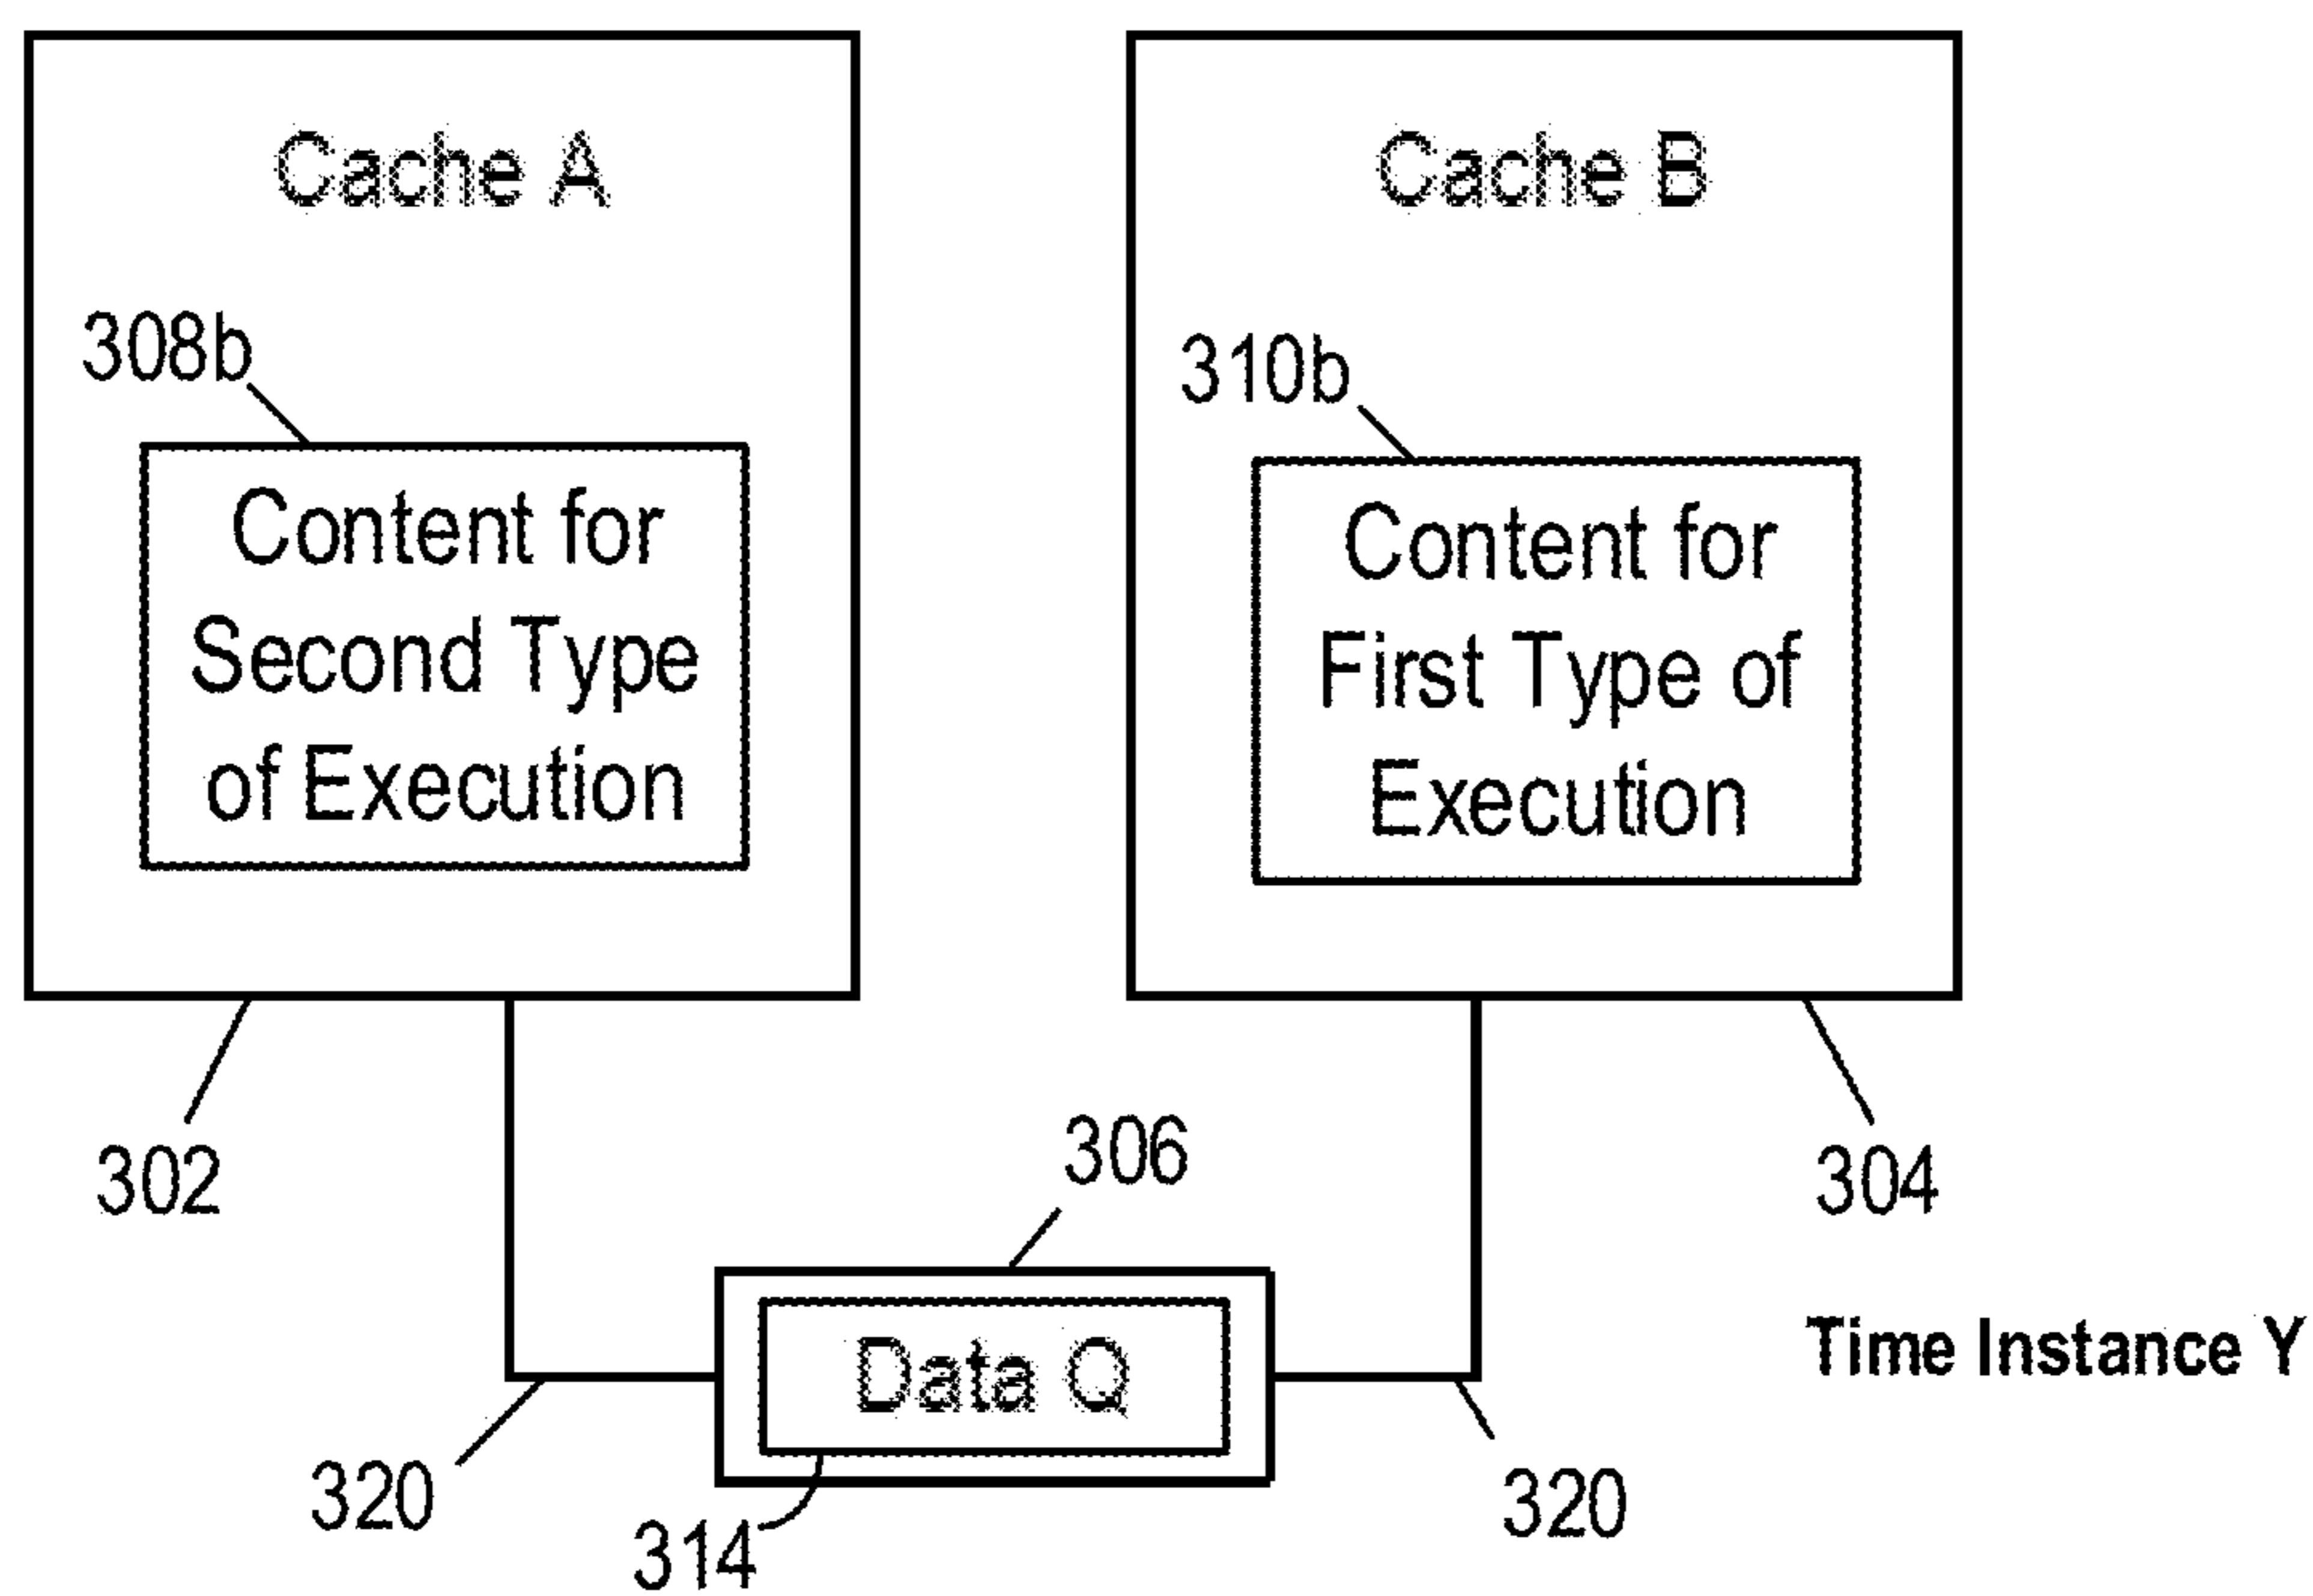 Cache A
308b
Content for
Second Type
of Execution
302
Cache B
310b
Content for
First Type of
Execution
304
306
Data Q
320
314
320
Time Instance Y